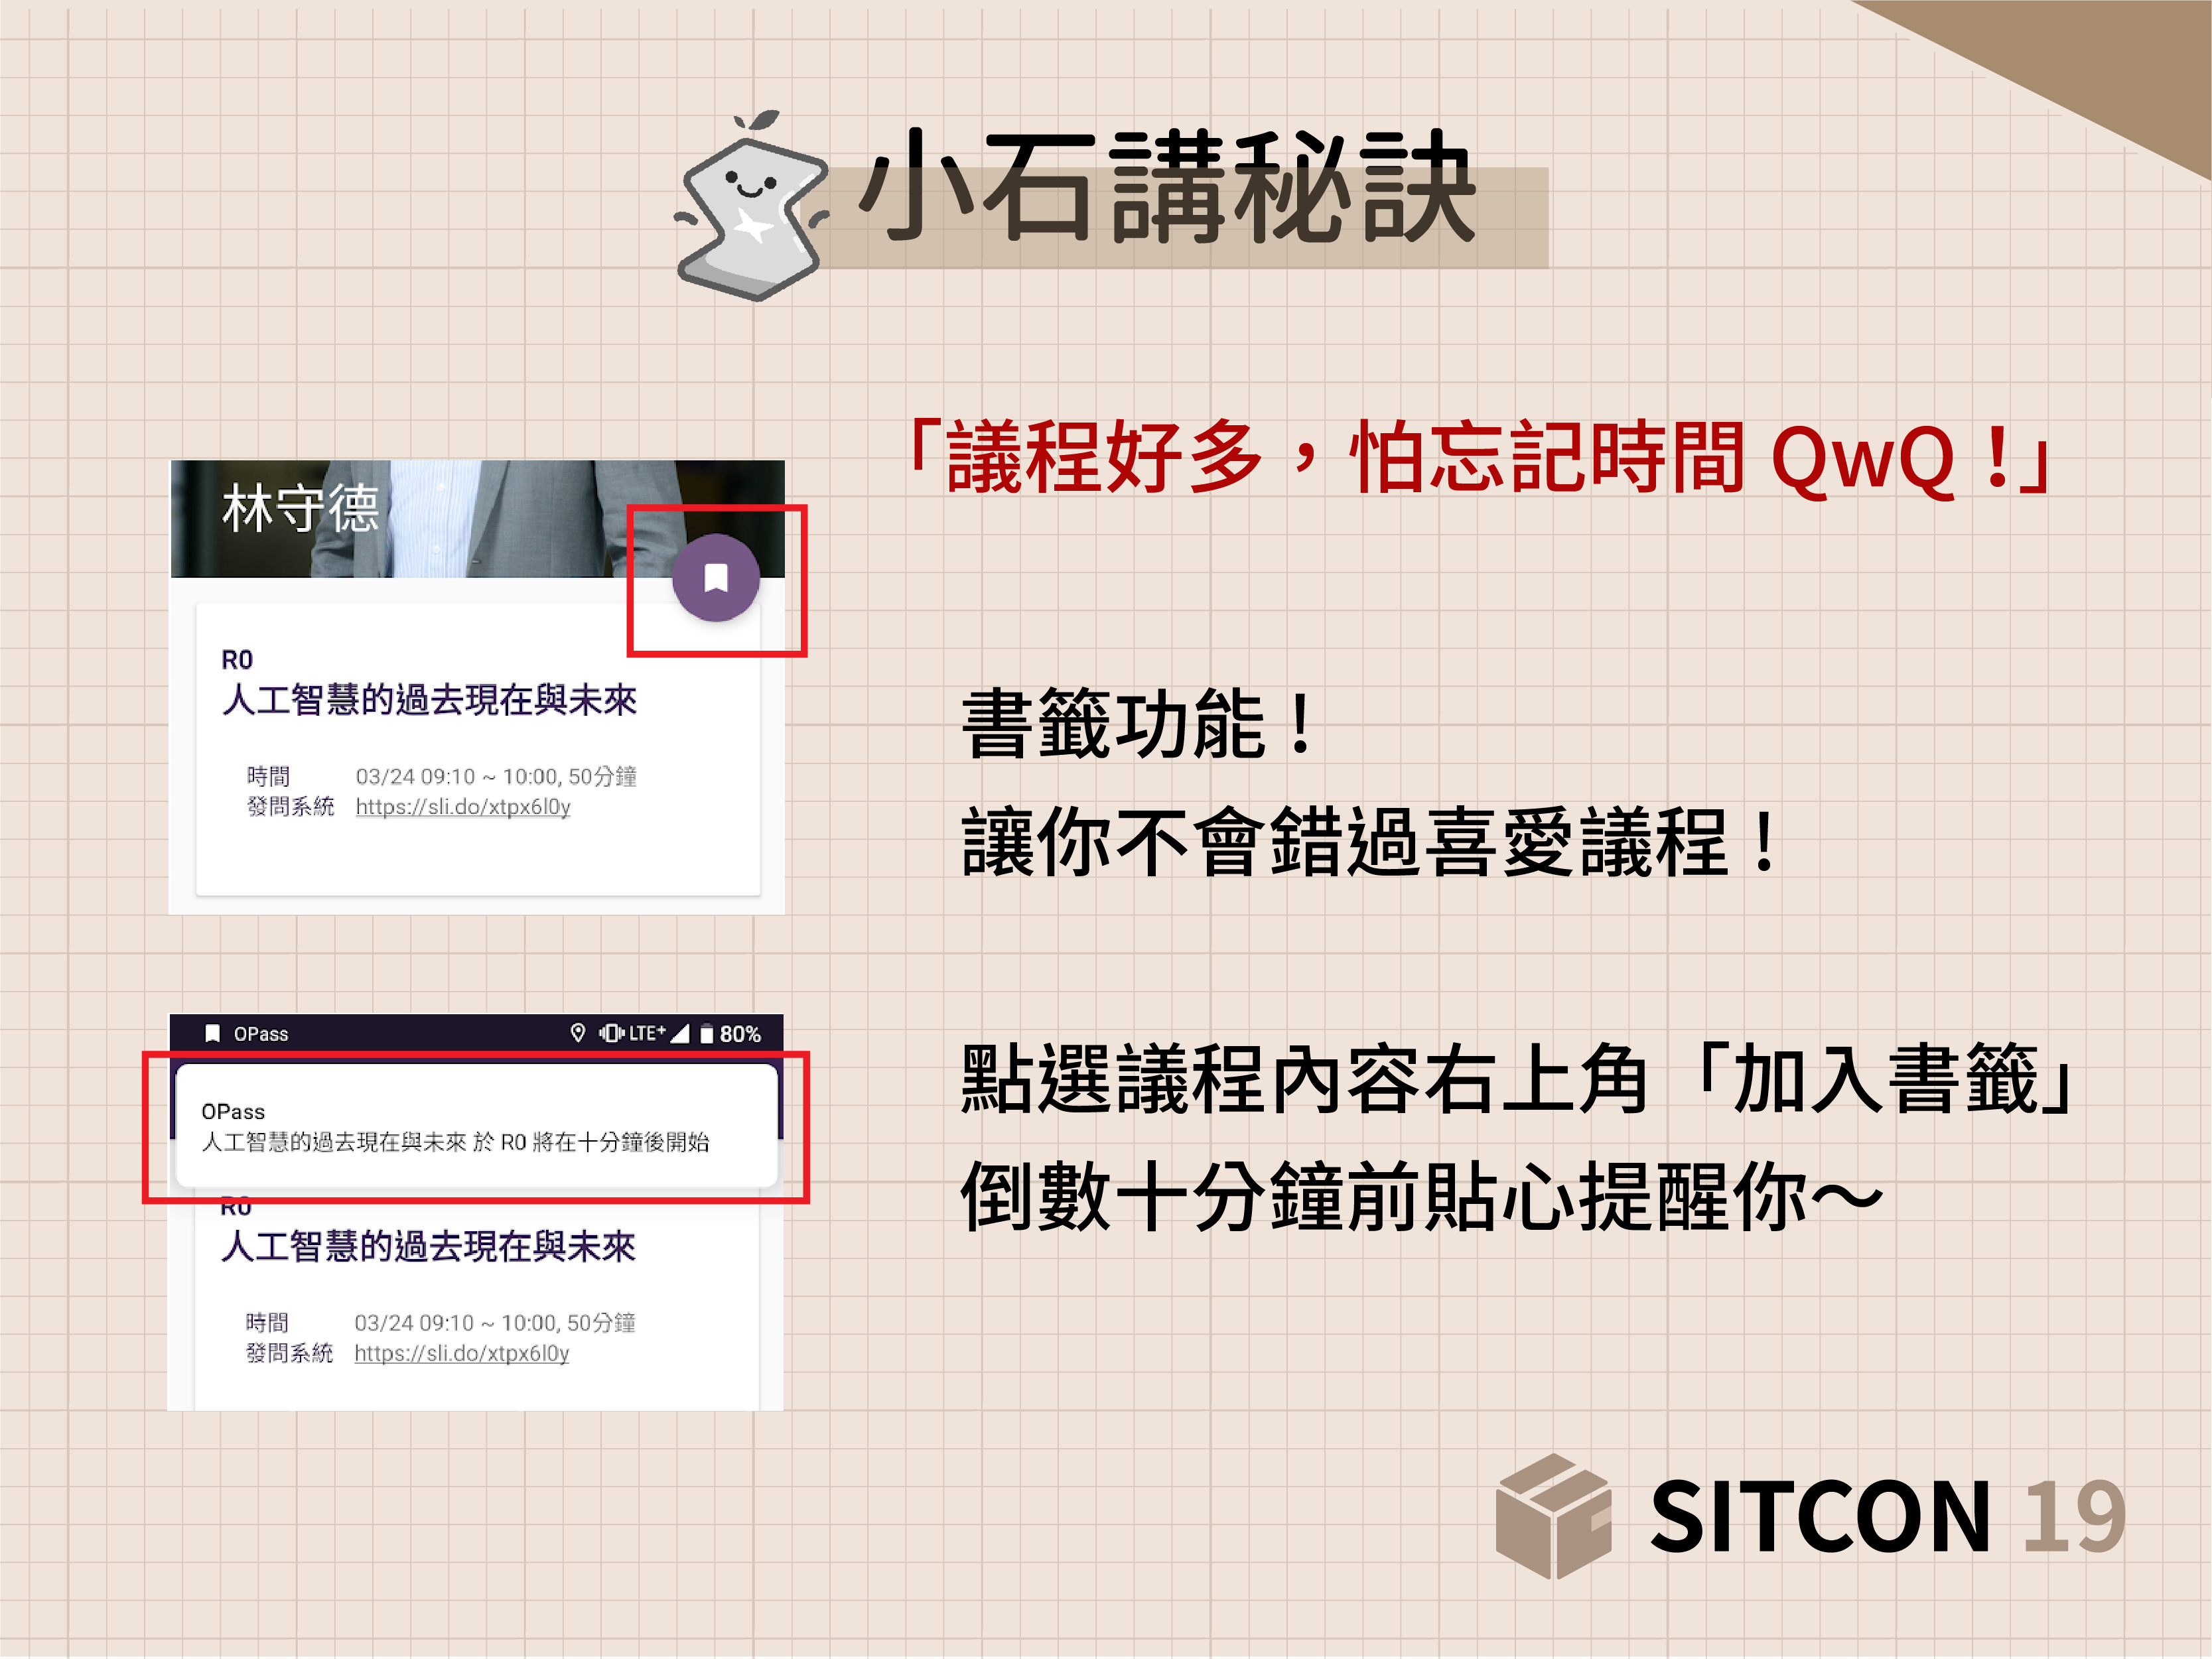 小石講秘訣
「議程好多，怕忘記時間 QwQ！」
林守德
R0
人工智慧的過去現在與未來
時間 03/24 09:10 ~ 10:00, 50分鐘
發問系統 https://sli.do/xtpx6l0y
書籤功能！
讓你不會錯過喜愛議程！
OPass LTE+ 80%
OPass
人工智慧的過去現在與未來 於 R0 將在十分鐘後開始
R0
人工智慧的過去現在與未來
時間 03/24 09:10 ~ 10:00, 50分鐘
發問系統 https://sli.do/xtpx6l0y
點選議程內容右上角「加入書籤」
倒數十分鐘前貼心提醒你～
SITCON 19